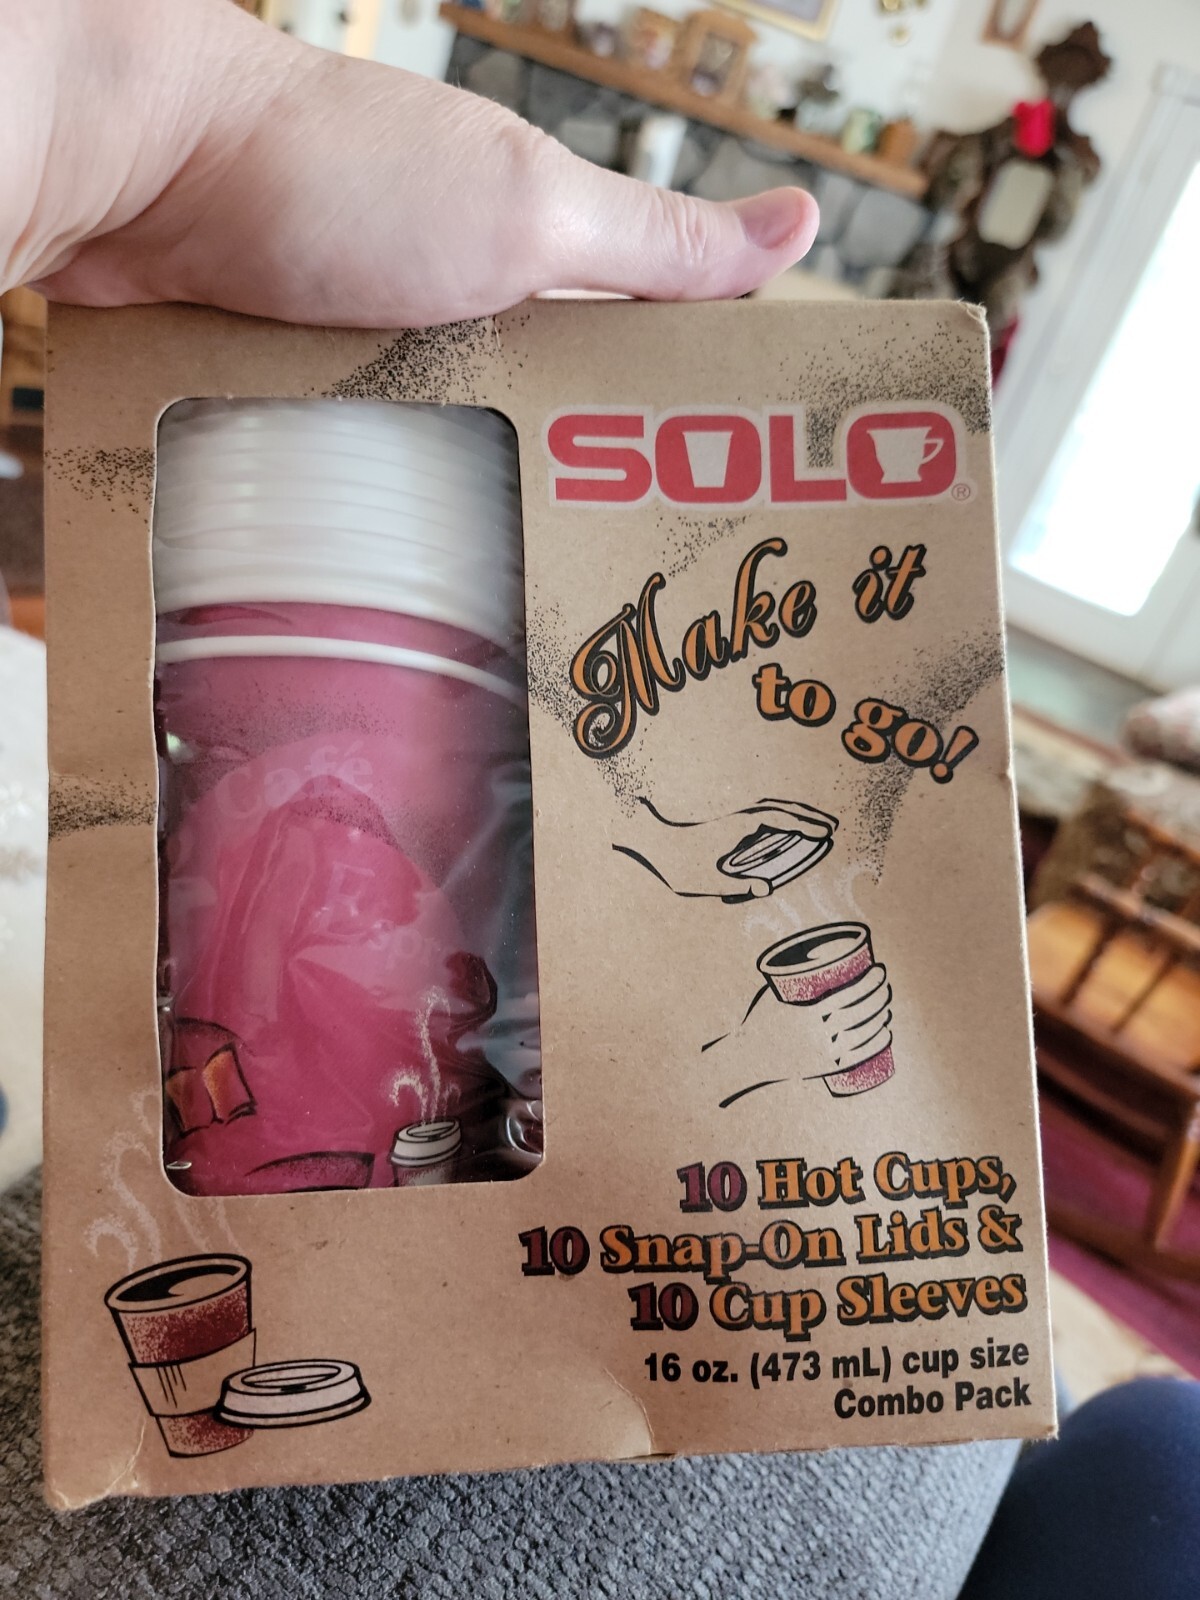 SOLO®
Make it
to go!
Café
10 Hot Cups,
10 Snap-On Lids &
10 Cup Sleeves
16 oz. (473 mL) cup size
Combo Pack